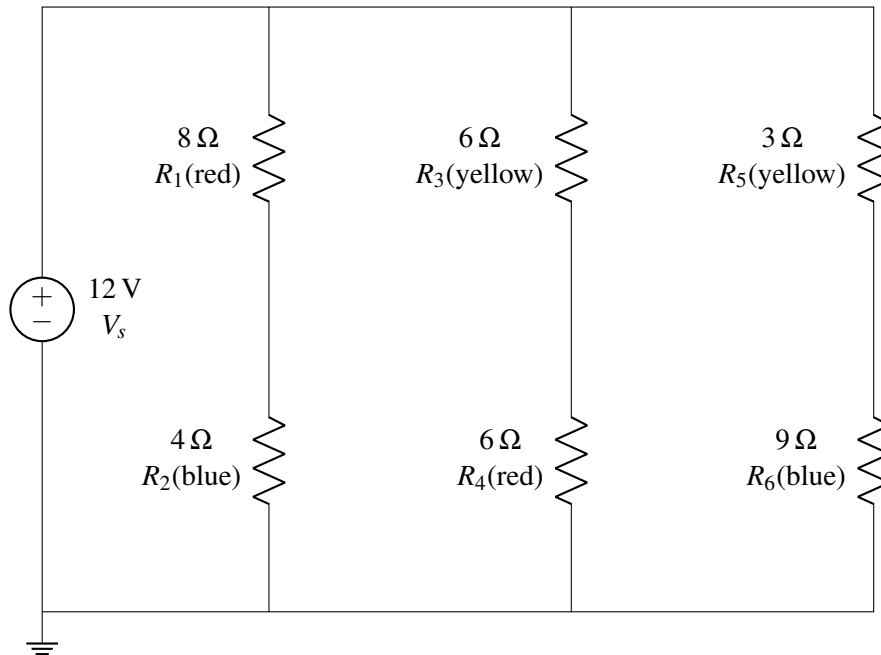 8 Ω
R₁(red)
6 Ω
R₃(yellow)
3 Ω
R₅(yellow)
+
−
12 V
Vₛ
4 Ω
R₂(blue)
6 Ω
R₄(red)
9 Ω
R₆(blue)